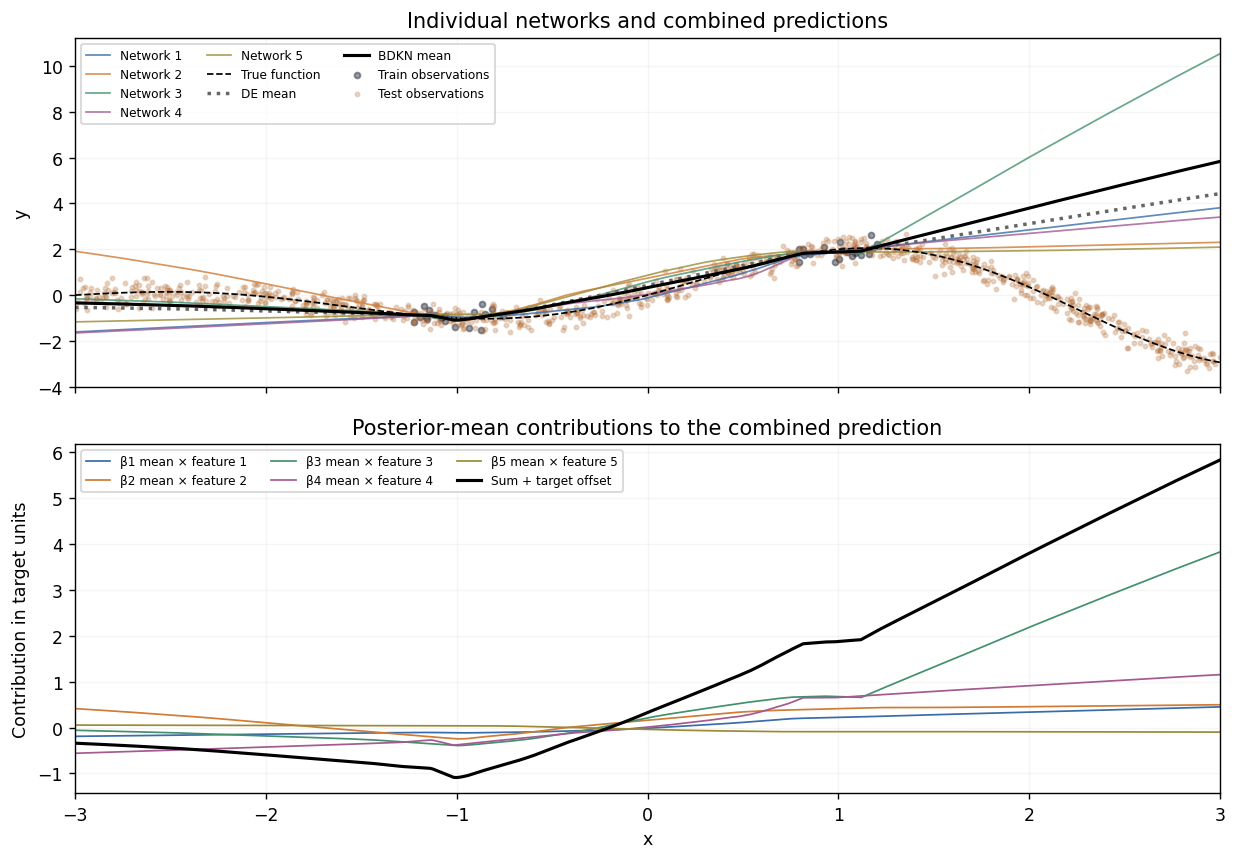 Individual networks and combined predictions
Network 1
Network 2
Network 3
Network 4
Network 5
True function
DE mean
BDKN mean
Train observations
Test observations
10
8
6
4
2
0
−2
−4
y
Posterior-mean contributions to the combined prediction
β1 mean × feature 1
β2 mean × feature 2
β3 mean × feature 3
β4 mean × feature 4
β5 mean × feature 5
Sum + target offset
6
5
4
3
2
1
0
−1
Contribution in target units
−3 −2 −1 0 1 2 3
x